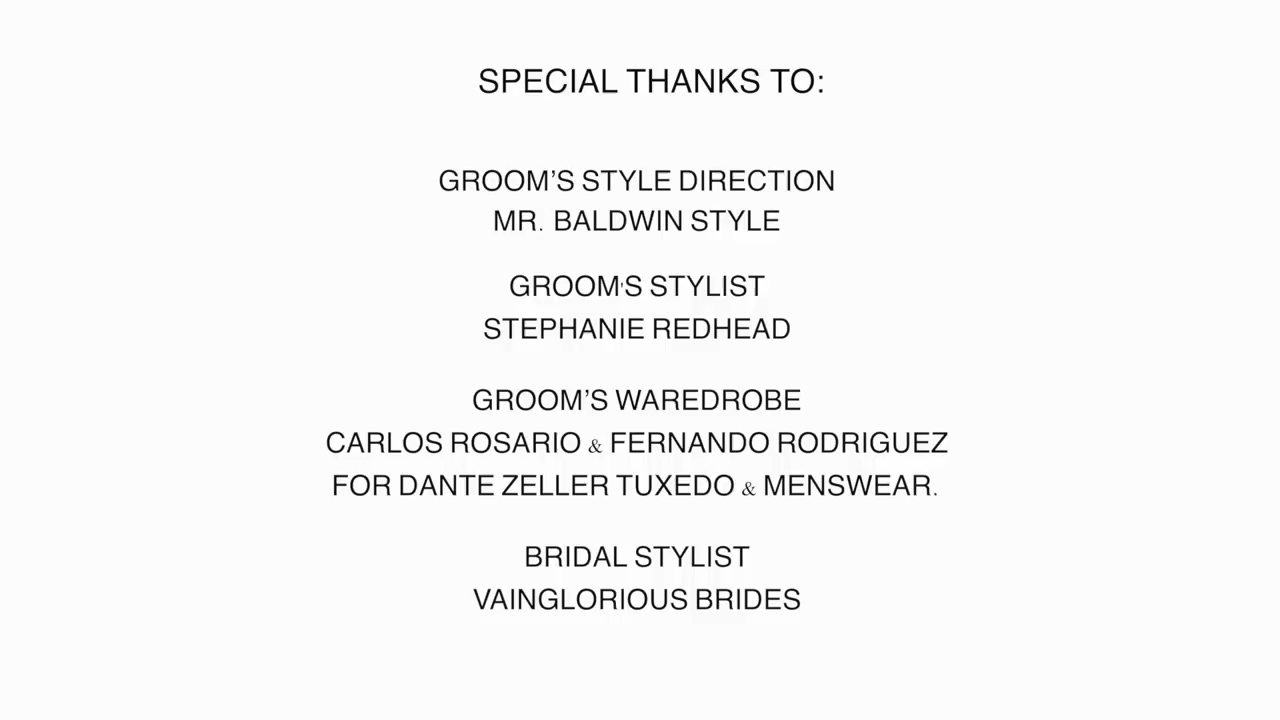 SPECIAL THANKS TO:
GROOM’S STYLE DIRECTION
MR. BALDWIN STYLE
GROOM'S STYLIST
STEPHANIE REDHEAD
GROOM’S WAREDROBE
CARLOS ROSARIO & FERNANDO RODRIGUEZ
FOR DANTE ZELLER TUXEDO & MENSWEAR.
BRIDAL STYLIST
VAINGLORIOUS BRIDES